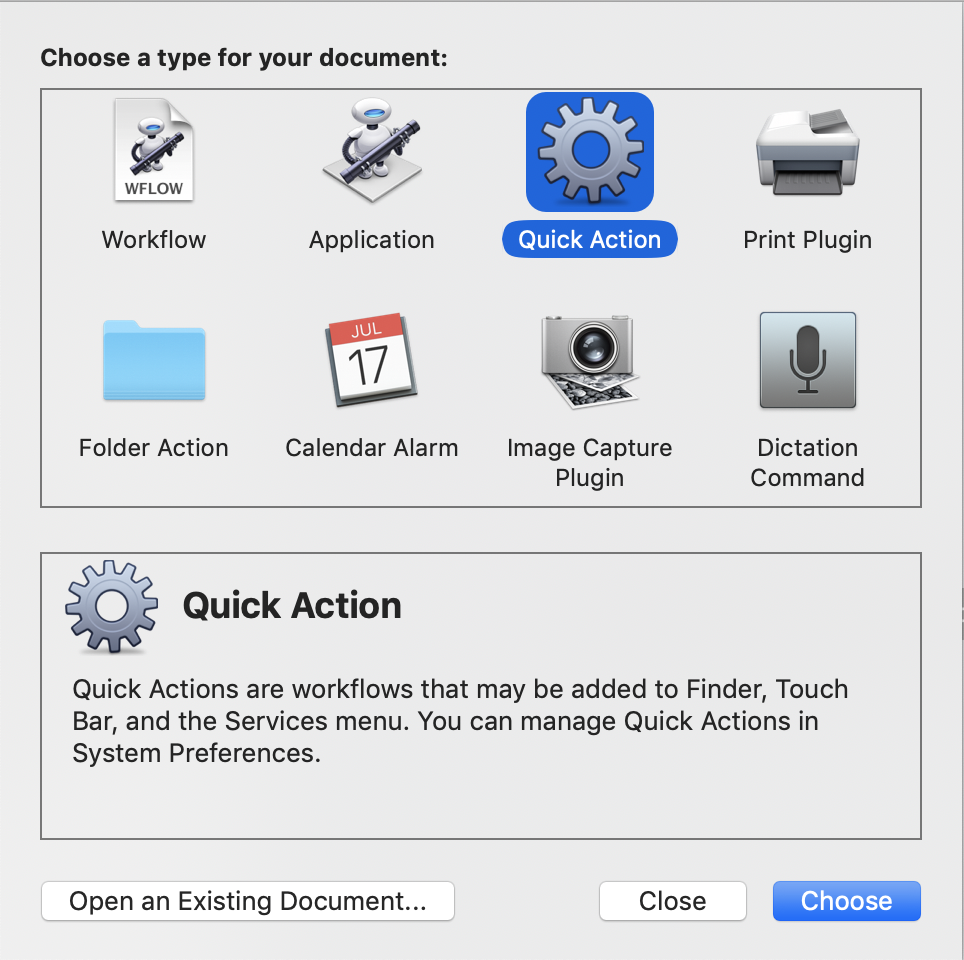 Choose a type for your document:
WFLOW
Workflow
Application
Quick Action
Print Plugin
JUL
17
Folder Action
Calendar Alarm
Image Capture
Plugin
Dictation
Command
Quick Action
Quick Actions are workflows that may be added to Finder, Touch
Bar, and the Services menu. You can manage Quick Actions in
System Preferences.
Open an Existing Document...
Close
Choose